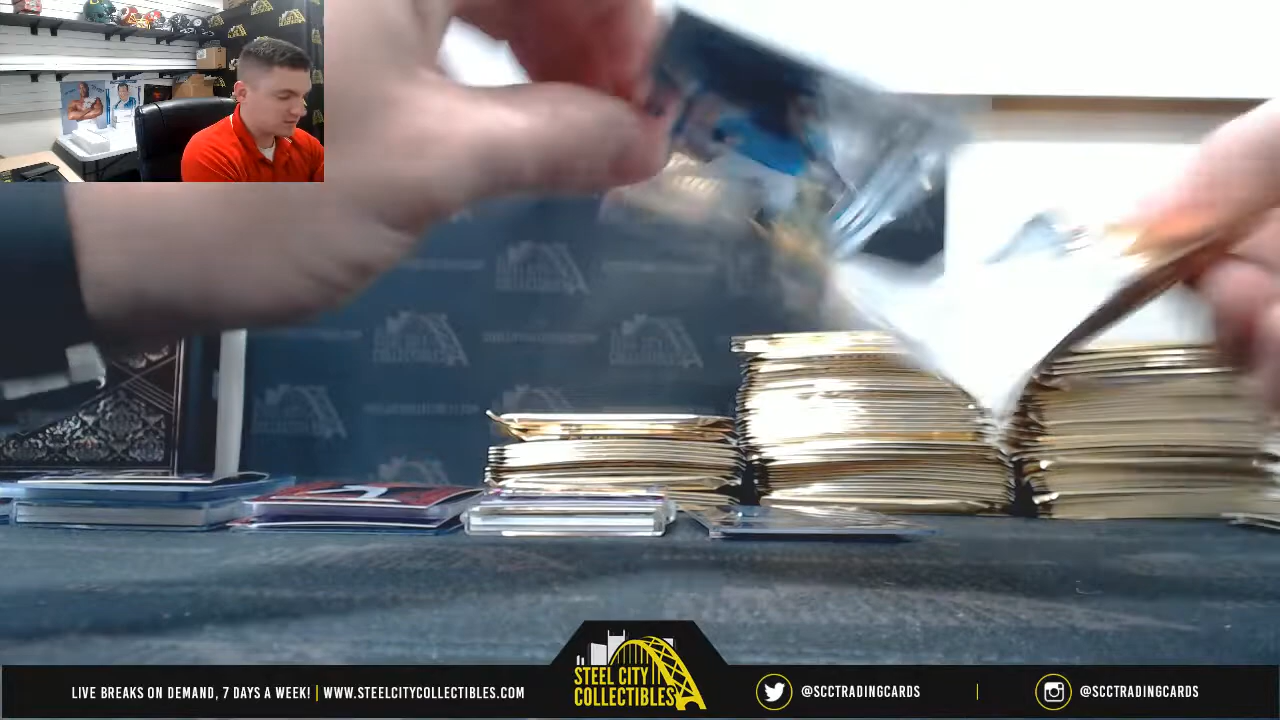 STEEL CITY
COLLECTIBLES
LIVE BREAKS ON DEMAND, 7 DAYS A WEEK! | WWW.STEELCITYCOLLECTIBLES.COM
@SCCTRADINGCARDS | @SCCTRADINGCARDS